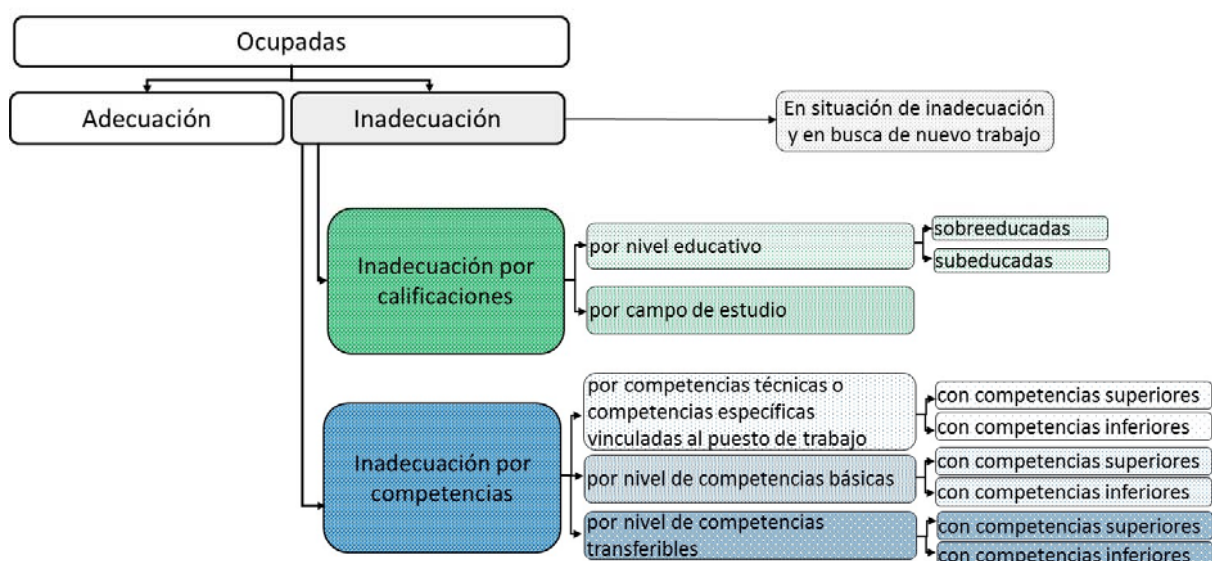 Ocupadas
Adecuación
Inadecuación
En situación de inadecuación
y en busca de nuevo trabajo
Inadecuación por
calificaciones
por nivel educativo
sobreeducadas
subeducadas
por campo de estudio
Inadecuación por
competencias
por competencias técnicas o
competencias específicas
vinculadas al puesto de trabajo
con competencias superiores
con competencias inferiores
por nivel de competencias básicas
con competencias superiores
con competencias inferiores
por nivel de competencias
transferibles
con competencias superiores
con competencias inferiores